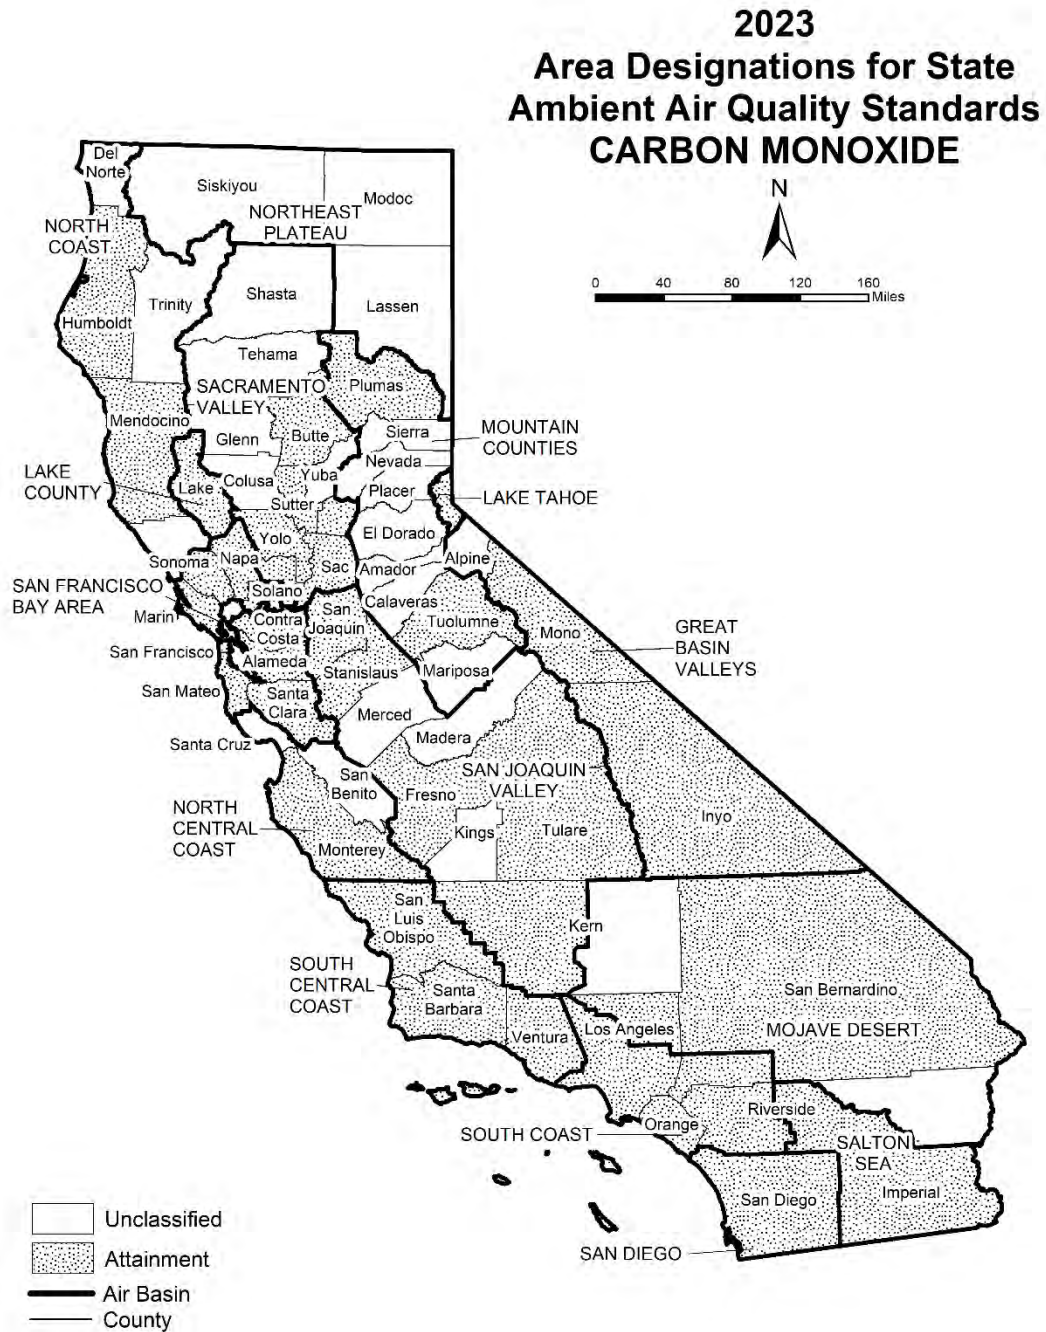 2023
Area Designations for State
Ambient Air Quality Standards
CARBON MONOXIDE
N
0 40 80 120 160
Miles
Del
Norte
Siskiyou
Modoc
NORTHEAST
PLATEAU
NORTH
COAST
Trinity
Shasta
Lassen
Humboldt
Tehama
Plumas
SACRAMENTO
VALLEY
Mendocino
Glenn
Butte
Sierra
MOUNTAIN
COUNTIES
Nevada
LAKE
COUNTY
Lake
Colusa
Yuba
Placer
LAKE TAHOE
Sutter
El Dorado
Yolo
Sonoma
Napa
Sac
Amador
Alpine
SAN FRANCISCO
BAY AREA
Solano
Calaveras
Marin
Contra
Costa
San
Joaquin
Tuolumne
Mono
GREAT
BASIN
VALLEYS
San Francisco
Alameda
Stanislaus
Mariposa
San Mateo
Santa
Clara
Merced
Santa Cruz
Madera
San
Benito
SAN JOAQUIN
VALLEY
Fresno
NORTH
CENTRAL
COAST
Monterey
Kings
Tulare
Inyo
San
Luis
Obispo
Kern
SOUTH
CENTRAL
COAST
Santa
Barbara
San Bernardino
MOJAVE DESERT
Ventura
Los Angeles
SOUTH COAST
Orange
Riverside
SALTON
SEA
San Diego
Imperial
SAN DIEGO
Unclassified
Attainment
Air Basin
County